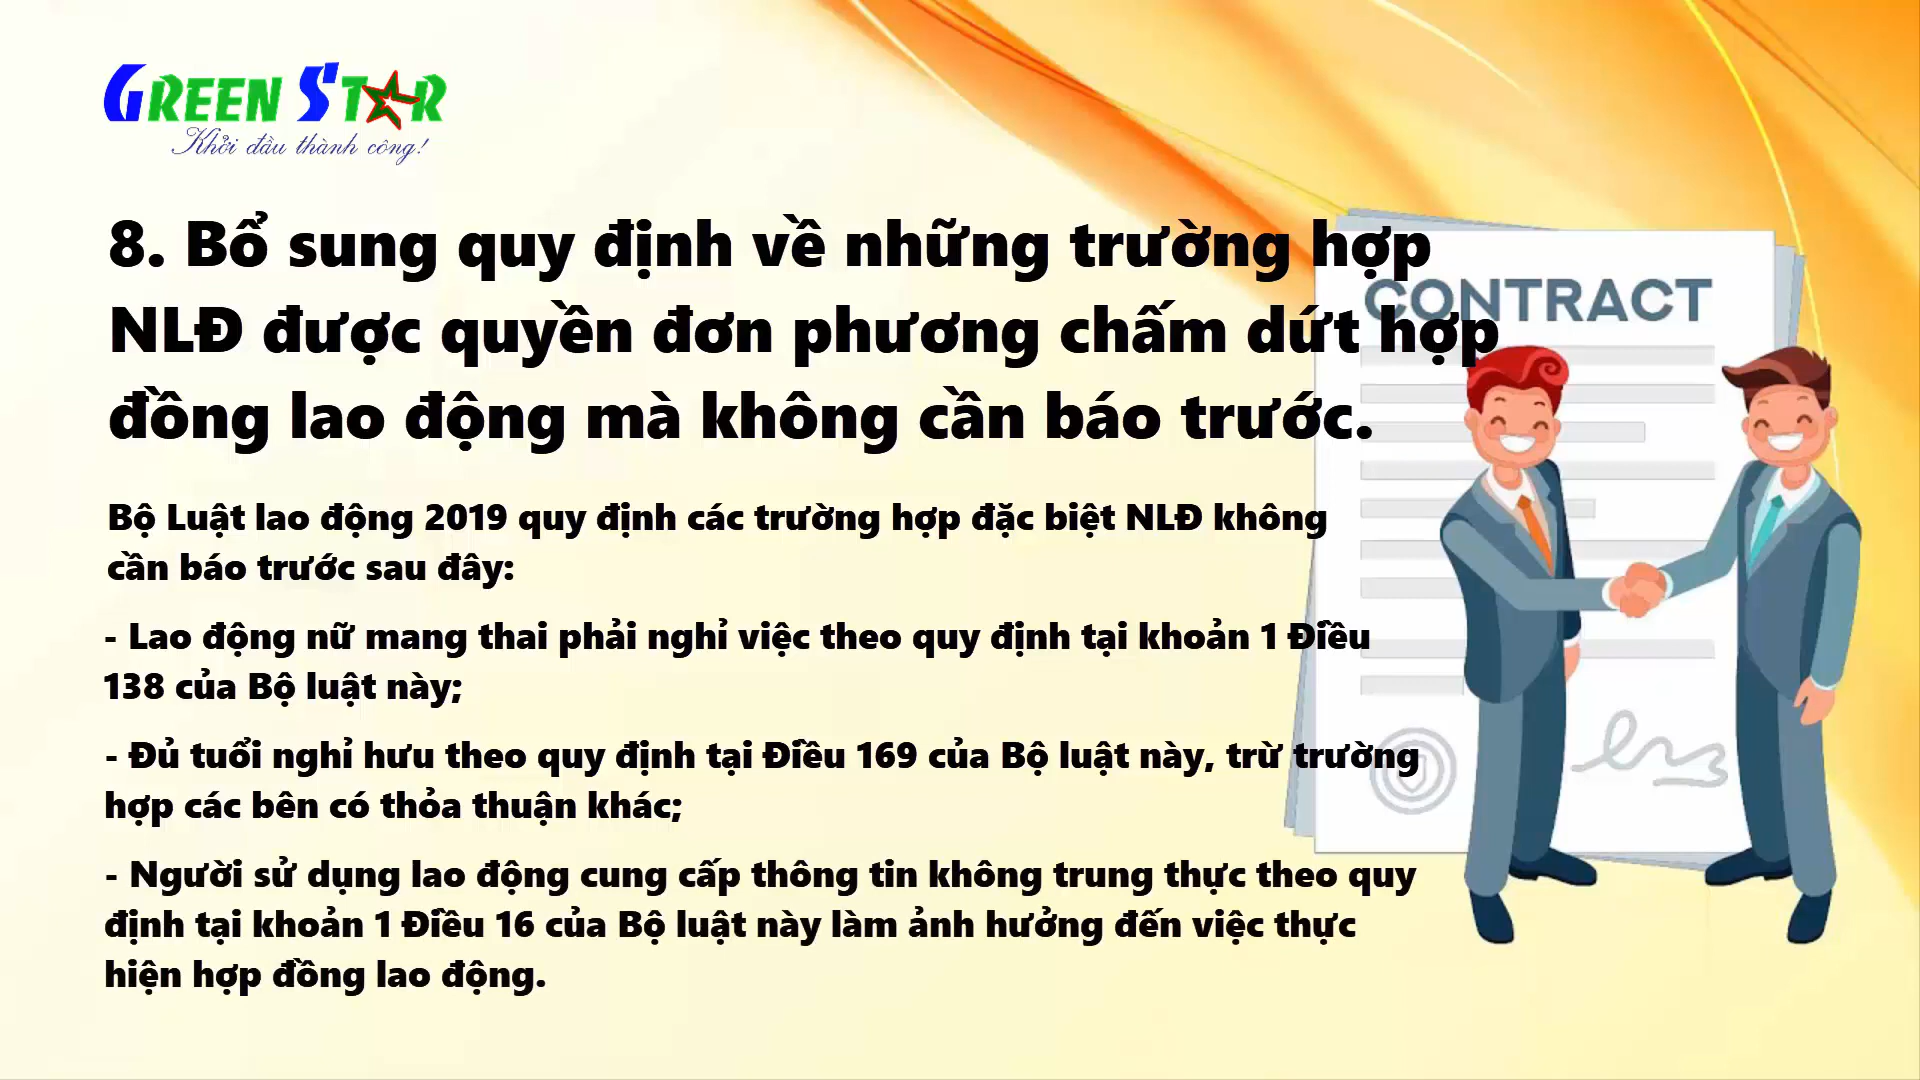 GREEN STAR
Khởi đầu thành công!
8. Bổ sung quy định về những trường hợp
NLĐ được quyền đơn phương chấm dứt hợp
đồng lao động mà không cần báo trước.
CONTRACT
Bộ Luật lao động 2019 quy định các trường hợp đặc biệt NLĐ không
cần báo trước sau đây:
- Lao động nữ mang thai phải nghỉ việc theo quy định tại khoản 1 Điều
138 của Bộ luật này;
- Đủ tuổi nghỉ hưu theo quy định tại Điều 169 của Bộ luật này, trừ trường
hợp các bên có thỏa thuận khác;
- Người sử dụng lao động cung cấp thông tin không trung thực theo quy
định tại khoản 1 Điều 16 của Bộ luật này làm ảnh hưởng đến việc thực
hiện hợp đồng lao động.